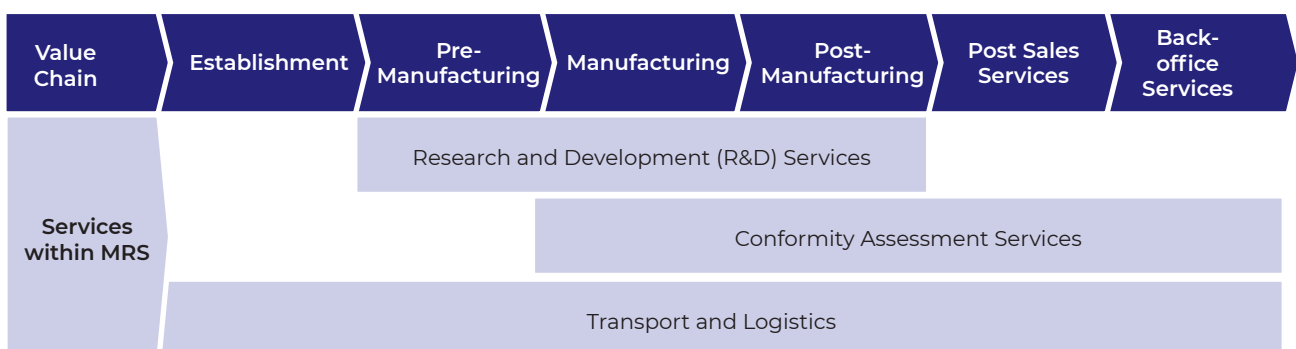 Value
Chain
Establishment
Pre-
Manufacturing
Manufacturing
Post-
Manufacturing
Post Sales
Services
Back-
office
Services
Research and Development (R&D) Services
Services
within MRS
Conformity Assessment Services
Transport and Logistics